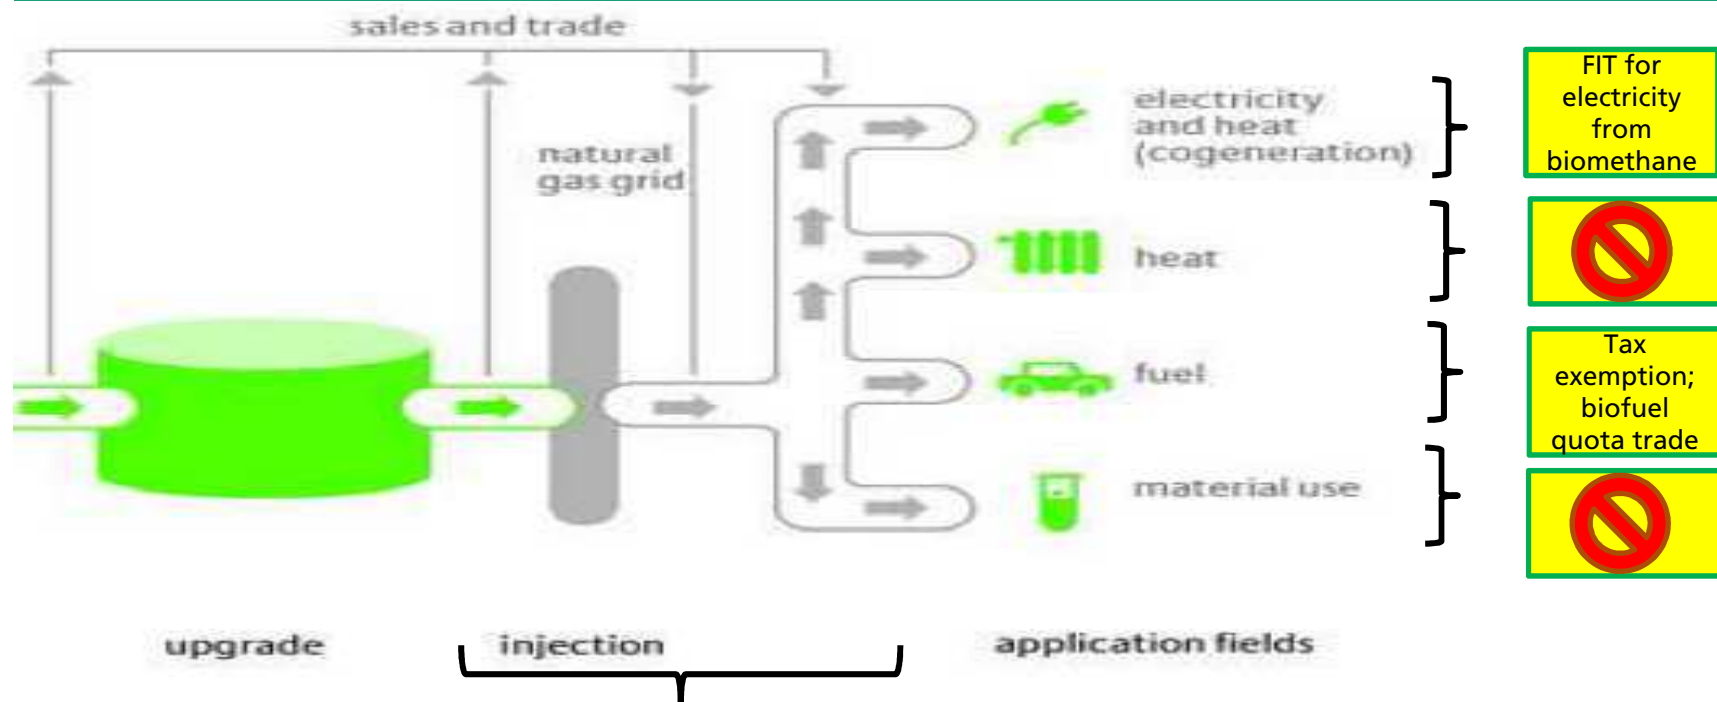 sales and trade
natural
gas grid
electricity
and heat
(cogeneration)
FIT for
electricity
from
biomethane
heat
fuel
Tax
exemption;
biofuel
quota trade
material use
upgrade
injection
application fields